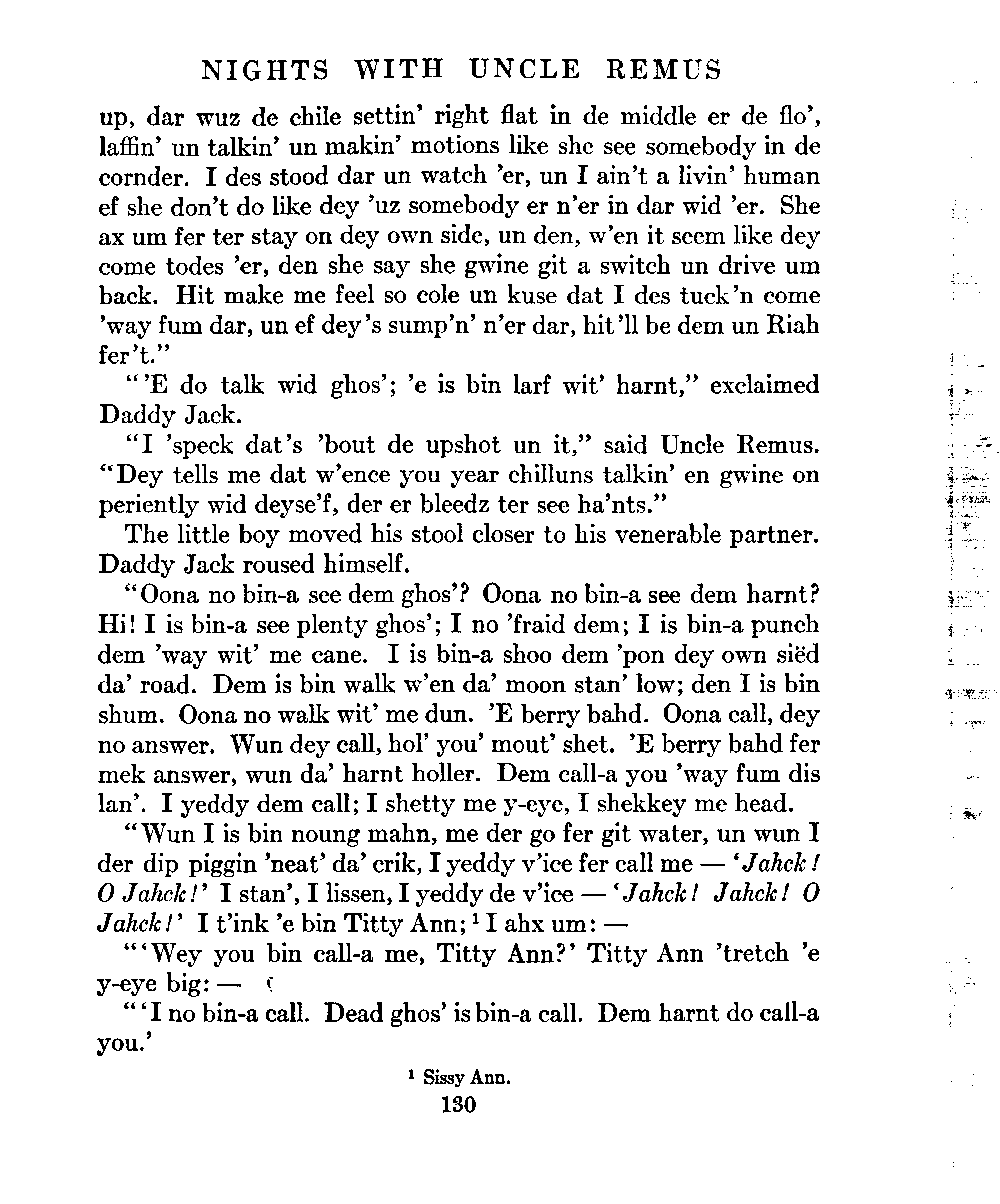 NIGHTS WITH UNCLE REMUS
up, dar wuz de chile settin’ right flat in de middle er de flo’,
laffin’ un talkin’ un makin’ motions like she see somebody in de
cornder. I des stood dar un watch ’er, un I ain’t a livin’ human
ef she don’t do like dey ’uz somebody er n’er in dar wid ’er. She
ax um fer ter stay on dey own side, un den, w’en it seem like dey
come todes ’er, den she say she gwine git a switch un drive um
back. Hit make me feel so cole un kuse dat I des tuck’n come
’way fum dar, un ef dey’s sump’n’ n’er dar, hit’ll be dem un Riah
fer’t.”
“’E do talk wid ghos’; ’e is bin larf wit’ harnt,” exclaimed
Daddy Jack.
“I ’speck dat’s ’bout de upshot un it,” said Uncle Remus.
“Dey tells me dat w’ence you year chilluns talkin’ en gwine on
periently wid deyse’f, der er bleedz ter see ha’nts.”
The little boy moved his stool closer to his venerable partner.
Daddy Jack roused himself.
“Oona no bin-a see dem ghos’? Oona no bin-a see dem harnt?
Hi! I is bin-a see plenty ghos’; I no ’fraid dem; I is bin-a punch
dem ’way wit’ me cane. I is bin-a shoo dem ’pon dey own siëd
da’ road. Dem is bin walk w’en da’ moon stan’ low; den I is bin
shum. Oona no walk wit’ me dun. ’E berry bahd. Oona call, dey
no answer. Wun dey call, hol’ you’ mout’ shet. ’E berry bahd fer
mek answer, wun da’ harnt holler. Dem call-a you ’way fum dis
lan’. I yeddy dem call; I shetty me y-eye, I shekkey me head.
“Wun I is bin noung mahn, me der go fer git water, un wun I
der dip piggin ’neat’ da’ crik, I yeddy v’ice fer call me — ‘Jahck!
O Jahck!’ I stan’, I lissen, I yeddy de v’ice — ‘Jahck! Jahck! O
Jahck!’ I t’ink ’e bin Titty Ann;¹ I ahx um: —
“‘Wey you bin call-a me, Titty Ann?’ Titty Ann ’tretch ’e
y-eye big: —
“‘I no bin-a call. Dead ghos’ is bin-a call. Dem harnt do call-a
you.’
¹ Sissy Ann.
130